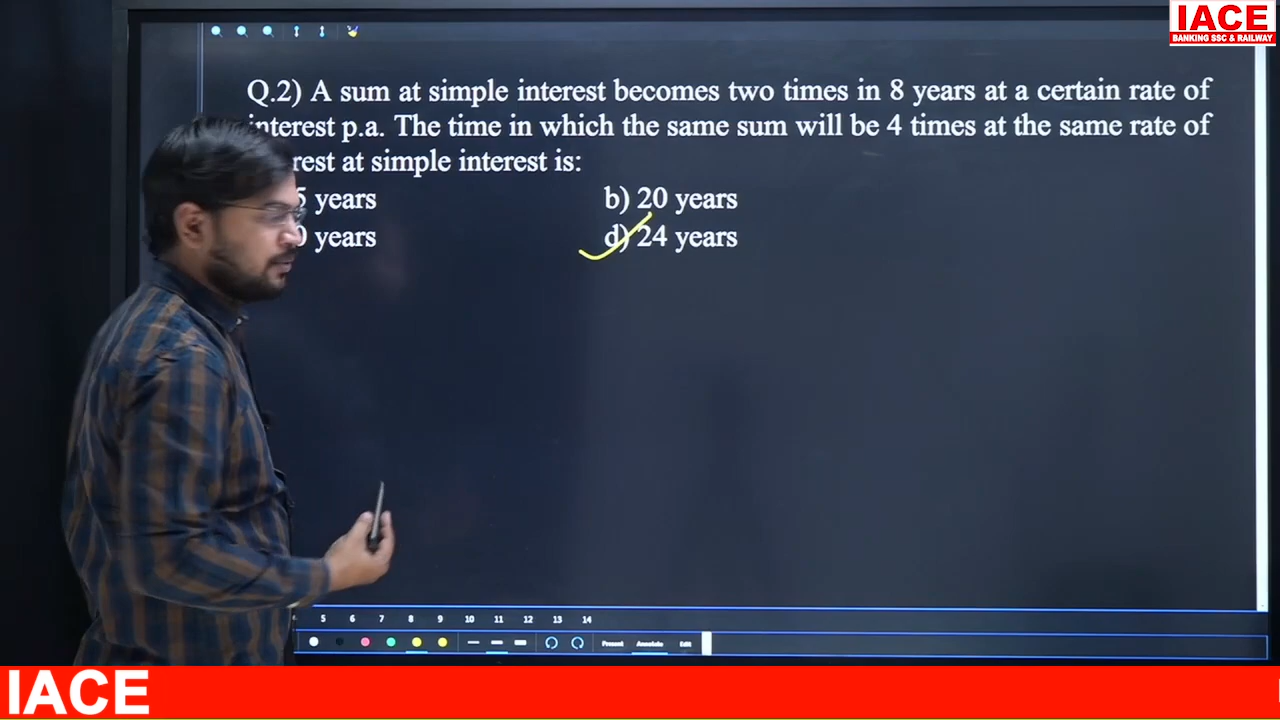 IACE
BANKING SSC & RAILWAY
Q.2) A sum at simple interest becomes two times in 8 years at a certain rate of
interest p.a. The time in which the same sum will be 4 times at the same rate of
rest at simple interest is:
years b) 20 years
years d) 24 years
5 6 7 8 9 10 11 12 13 14
Present Annotate Edit
IACE